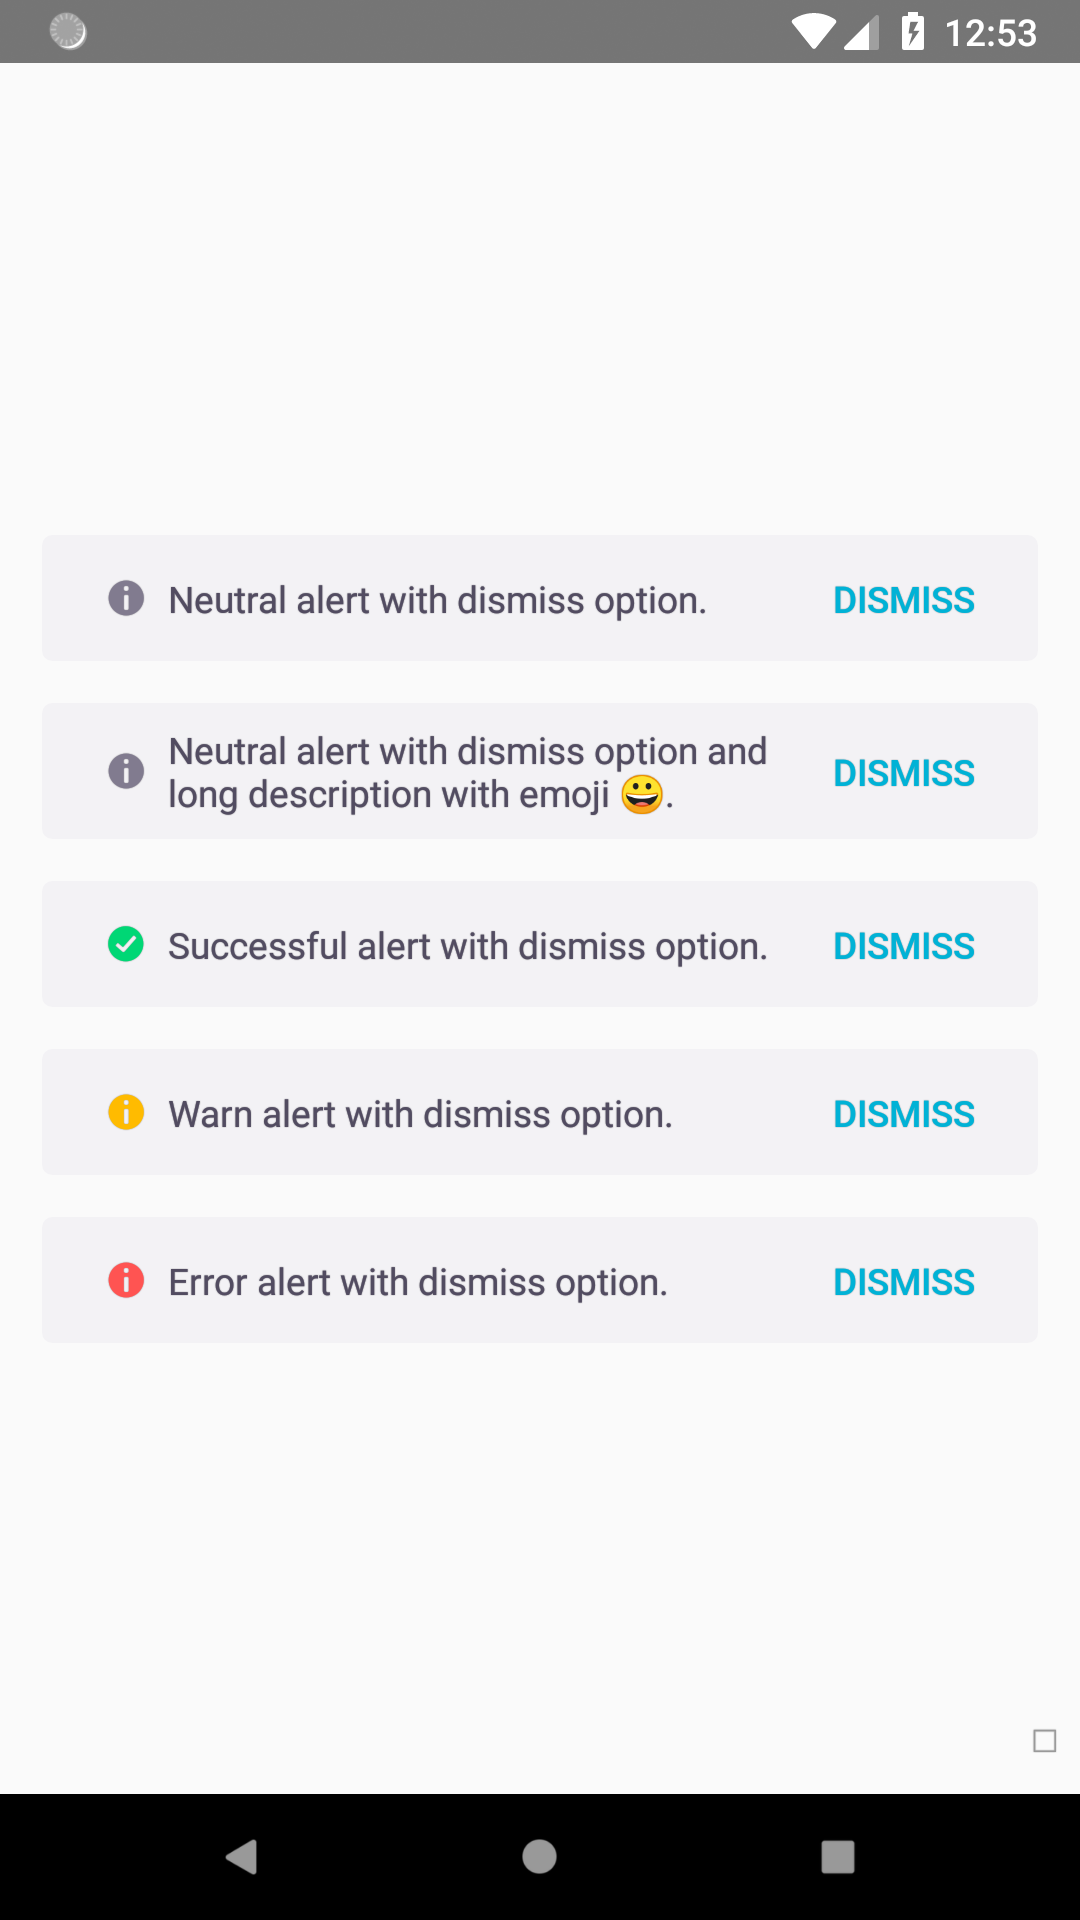 12:53
Neutral alert with dismiss option.
DISMISS
Neutral alert with dismiss option and
long description with emoji 😀.
DISMISS
Successful alert with dismiss option.
DISMISS
Warn alert with dismiss option.
DISMISS
Error alert with dismiss option.
DISMISS